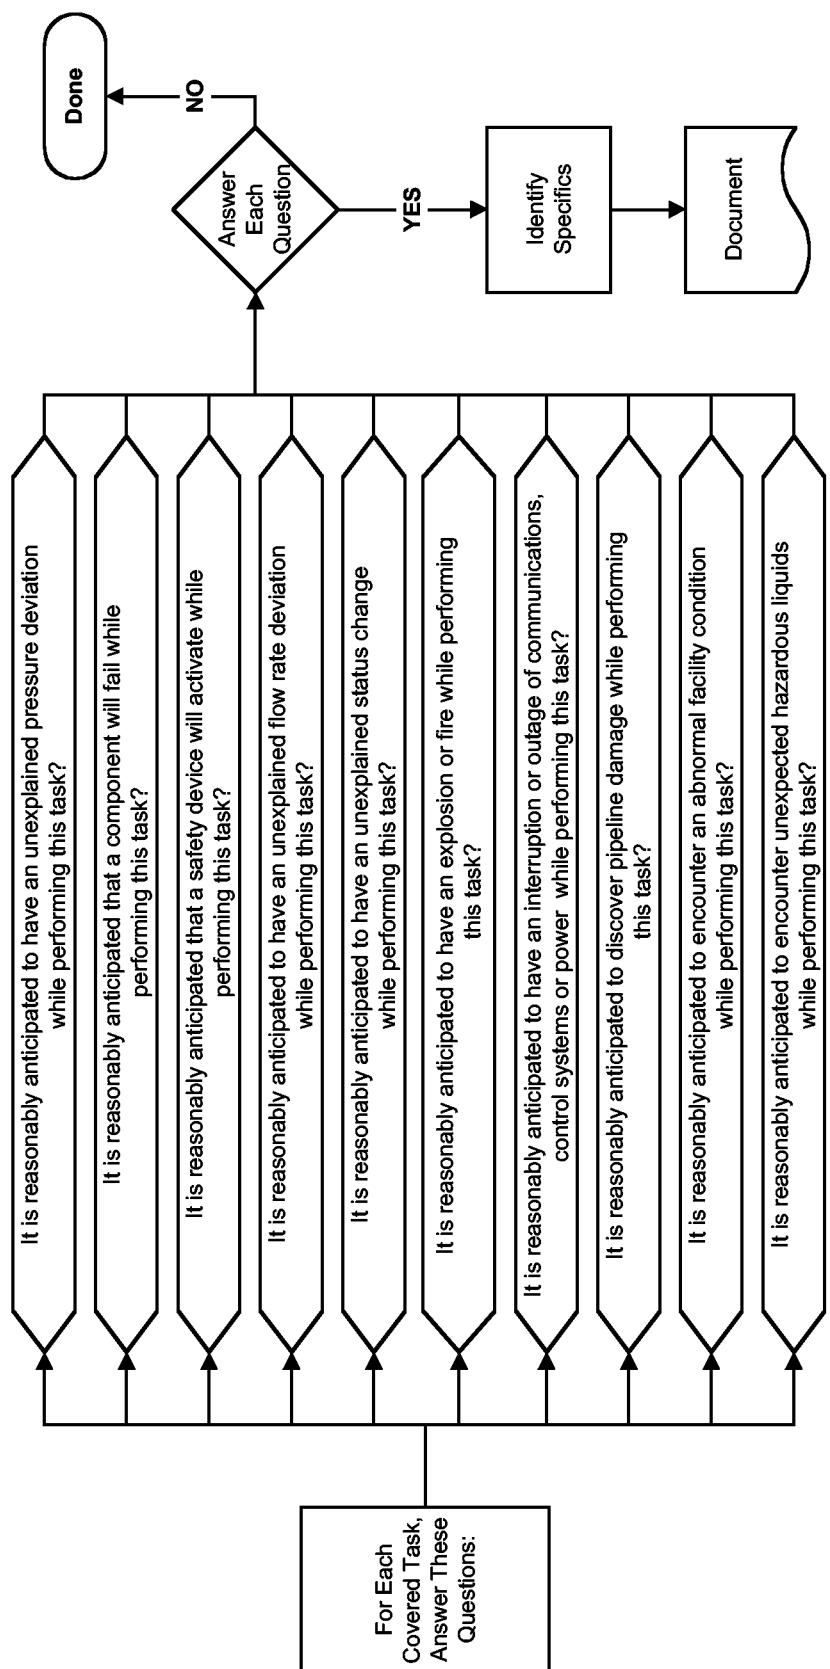 For Each
Covered Task,
Answer These
Questions:
It is reasonably anticipated to have an unexplained pressure deviation
while performing this task?
It is reasonably anticipated that a component will fail while
performing this task?
It is reasonably anticipated that a safety device will activate while
performing this task?
It is reasonably anticipated to have an unexplained flow rate deviation
while performing this task?
It is reasonably anticipated to have an unexplained status change
while performing this task?
It is reasonably anticipated to have an explosion or fire while performing
this task?
It is reasonably anticipated to have an interruption or outage of communications,
control systems or power while performing this task?
It is reasonably anticipated to discover pipeline damage while performing
this task?
It is reasonably anticipated to encounter an abnormal facility condition
while performing this task?
It is reasonably anticipated to encounter unexpected hazardous liquids
while performing this task?
Answer
Each
Question
NO
Done
YES
Identify
Specifics
Document